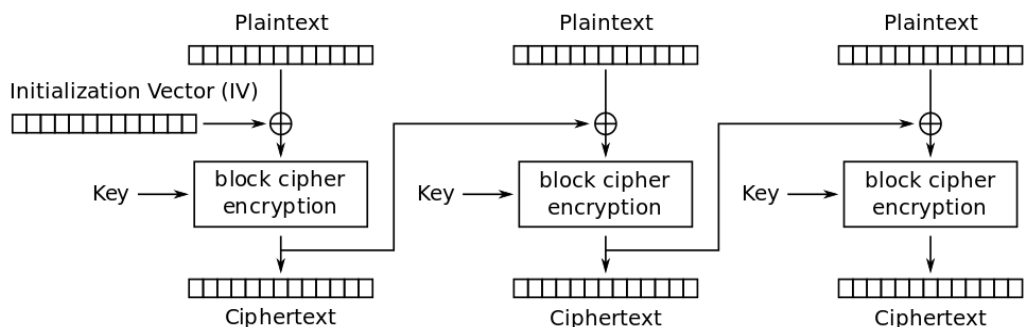 Plaintext
Plaintext
Plaintext
Initialization Vector (IV)
Key
block cipher
encryption
Key
block cipher
encryption
Key
block cipher
encryption
Ciphertext
Ciphertext
Ciphertext